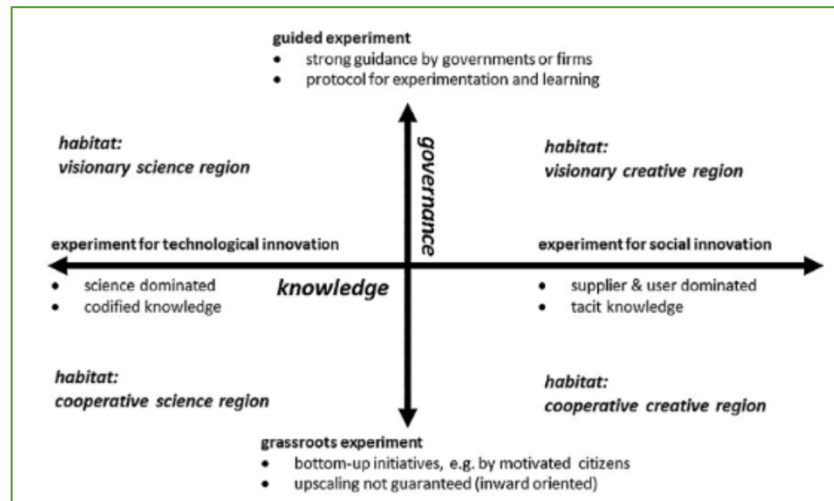 guided experiment
• strong guidance by governments or firms
• protocol for experimentation and learning
habitat:
visionary science region
governance
habitat:
visionary creative region
experiment for technological innovation
experiment for social innovation
• science dominated
• codified knowledge
knowledge
• supplier & user dominated
• tacit knowledge
habitat:
cooperative science region
habitat:
cooperative creative region
grassroots experiment
• bottom-up initiatives, e.g. by motivated citizens
• upscaling not guaranteed (inward oriented)